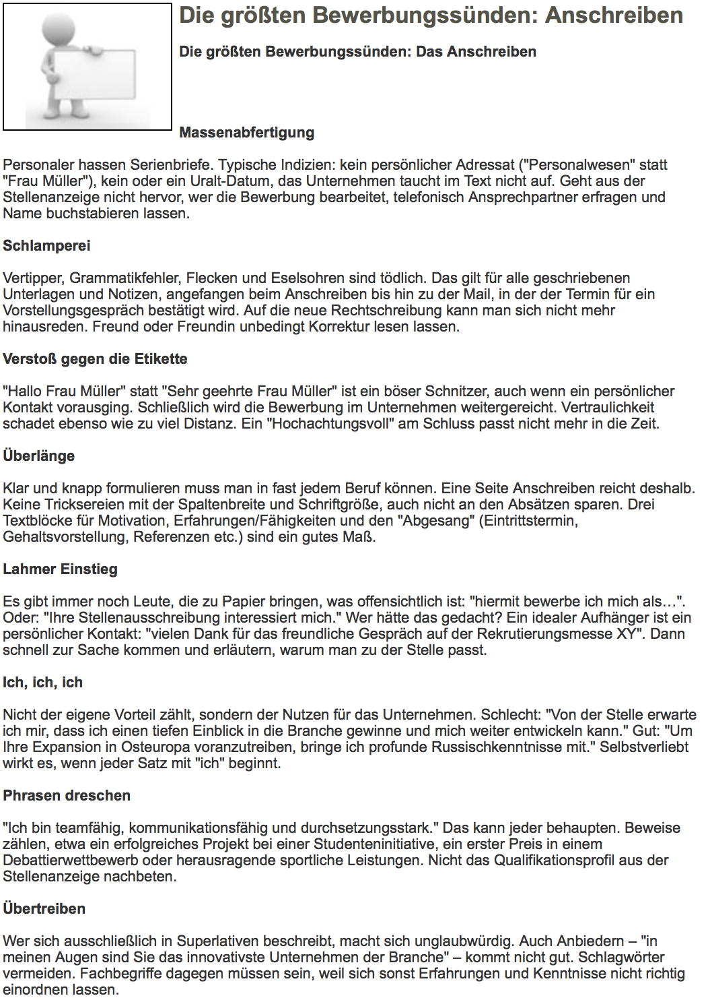 Die größten Bewerbungssünden: Anschreiben
Die größten Bewerbungssünden: Das Anschreiben
Massenabfertigung
Personaler hassen Serienbriefe. Typische Indizien: kein persönlicher Adressat ("Personalwesen" statt
"Frau Müller"), kein oder ein Uralt-Datum, das Unternehmen taucht im Text nicht auf. Geht aus der
Stellenanzeige nicht hervor, wer die Bewerbung bearbeitet, telefonisch Ansprechpartner erfragen und
Name buchstabieren lassen.
Schlamperei
Vertipper, Grammatikfehler, Flecken und Eselsohren sind tödlich. Das gilt für alle geschriebenen
Unterlagen und Notizen, angefangen beim Anschreiben bis hin zu der Mail, in der der Termin für ein
Vorstellungsgespräch bestätigt wird. Auf die neue Rechtschreibung kann man sich nicht mehr
hinausreden. Freund oder Freundin unbedingt Korrektur lesen lassen.
Verstoß gegen die Etikette
"Hallo Frau Müller" statt "Sehr geehrte Frau Müller" ist ein böser Schnitzer, auch wenn ein persönlicher
Kontakt vorausging. Schließlich wird die Bewerbung im Unternehmen weitergereicht. Vertraulichkeit
schadet ebenso wie zu viel Distanz. Ein "Hochachtungsvoll" am Schluss passt nicht mehr in die Zeit.
Überlänge
Klar und knapp formulieren muss man in fast jedem Beruf können. Eine Seite Anschreiben reicht deshalb.
Keine Tricksereien mit der Spaltenbreite und Schriftgröße, auch nicht an den Absätzen sparen. Drei
Textblöcke für Motivation, Erfahrungen/Fähigkeiten und den "Abgesang" (Eintrittstermin,
Gehaltsvorstellung, Referenzen etc.) sind ein gutes Maß.
Lahmer Einstieg
Es gibt immer noch Leute, die zu Papier bringen, was offensichtlich ist: "hiermit bewerbe ich mich als…".
Oder: "Ihre Stellenausschreibung interessiert mich." Wer hätte das gedacht? Ein idealer Aufhänger ist ein
persönlicher Kontakt: "vielen Dank für das freundliche Gespräch auf der Rekrutierungsmesse XY". Dann
schnell zur Sache kommen und erläutern, warum man zu der Stelle passt.
Ich, ich, ich
Nicht der eigene Vorteil zählt, sondern der Nutzen für das Unternehmen. Schlecht: "Von der Stelle erwarte
ich mir, dass ich einen tiefen Einblick in die Branche gewinne und mich weiter entwickeln kann." Gut: "Um
Ihre Expansion in Osteuropa voranzutreiben, bringe ich profunde Russischkenntnisse mit." Selbstverliebt
wirkt es, wenn jeder Satz mit "ich" beginnt.
Phrasen dreschen
"Ich bin teamfähig, kommunikationsfähig und durchsetzungsstark." Das kann jeder behaupten. Beweise
zählen, etwa ein erfolgreiches Projekt bei einer Studenteninitiative, ein erster Preis in einem
Debattierwettbewerb oder herausragende sportliche Leistungen. Nicht das Qualifikationsprofil aus der
Stellenanzeige nachbeten.
Übertreiben
Wer sich ausschließlich in Superlativen beschreibt, macht sich unglaubwürdig. Auch Anbiedern – "in
meinen Augen sind Sie das innovativste Unternehmen der Branche" – kommt nicht gut. Schlagwörter
vermeiden. Fachbegriffe dagegen müssen sein, weil sich sonst Erfahrungen und Kenntnisse nicht richtig
einordnen lassen.